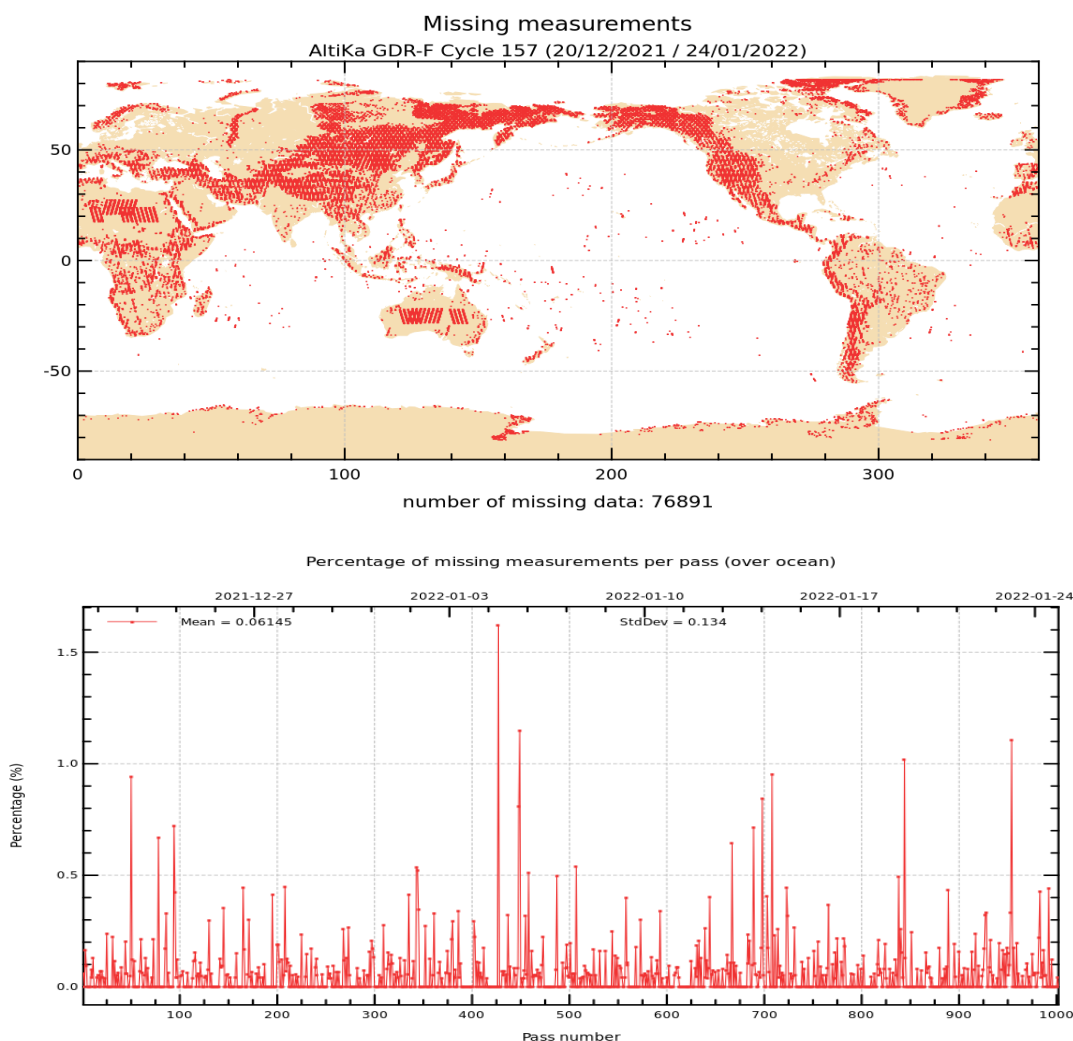 Missing measurements
AltiKa GDR-F Cycle 157 (20/12/2021 / 24/01/2022)
50
0
-50
0 100 200 300
number of missing data: 76891
Percentage of missing measurements per pass (over ocean)
2021-12-27 2022-01-03 2022-01-10 2022-01-17 2022-01-24
Mean = 0.06145 StdDev = 0.134
1.5
1.0
0.5
0.0
Percentage (%)
100 200 300 400 500 600 700 800 900 1000
Pass number